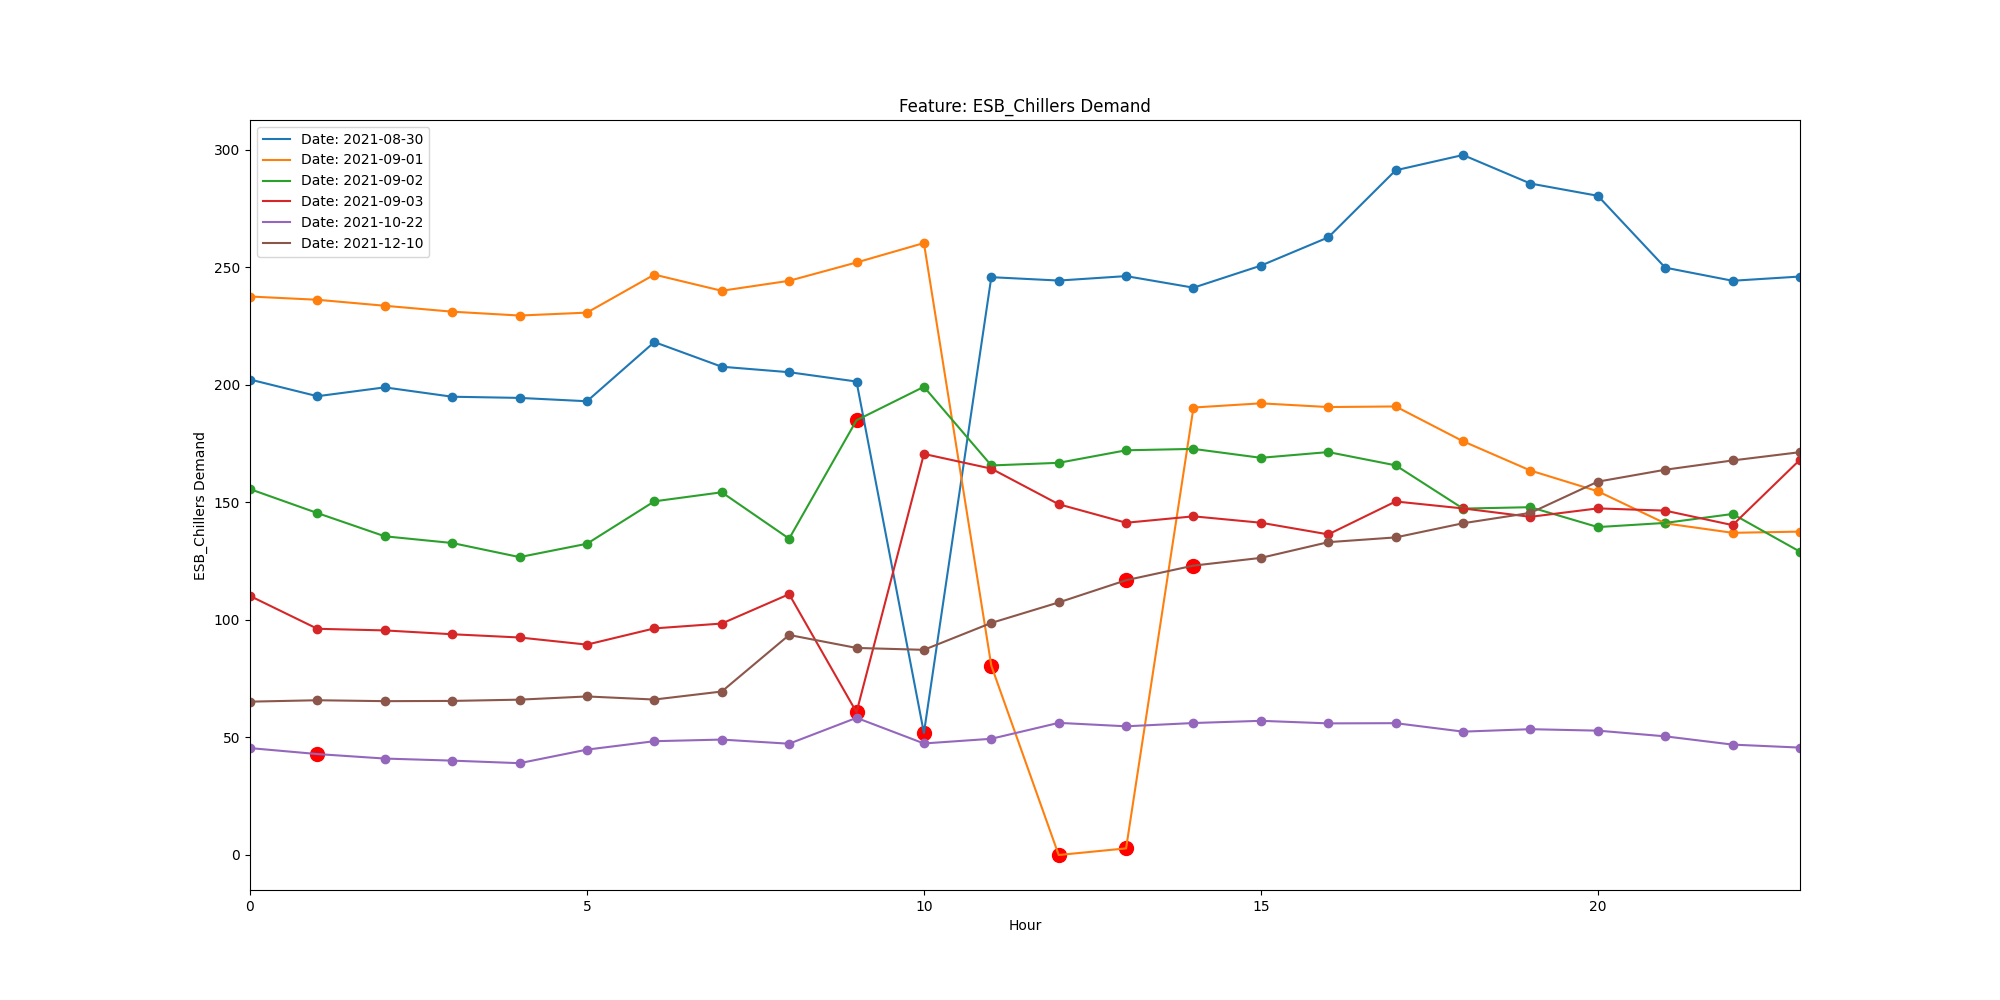 Feature: ESB_Chillers Demand
Date: 2021-08-30
Date: 2021-09-01
Date: 2021-09-02
Date: 2021-09-03
Date: 2021-10-22
Date: 2021-12-10
300
250
200
150
100
50
0
ESB_Chillers Demand
0 5 10 15 20
Hour